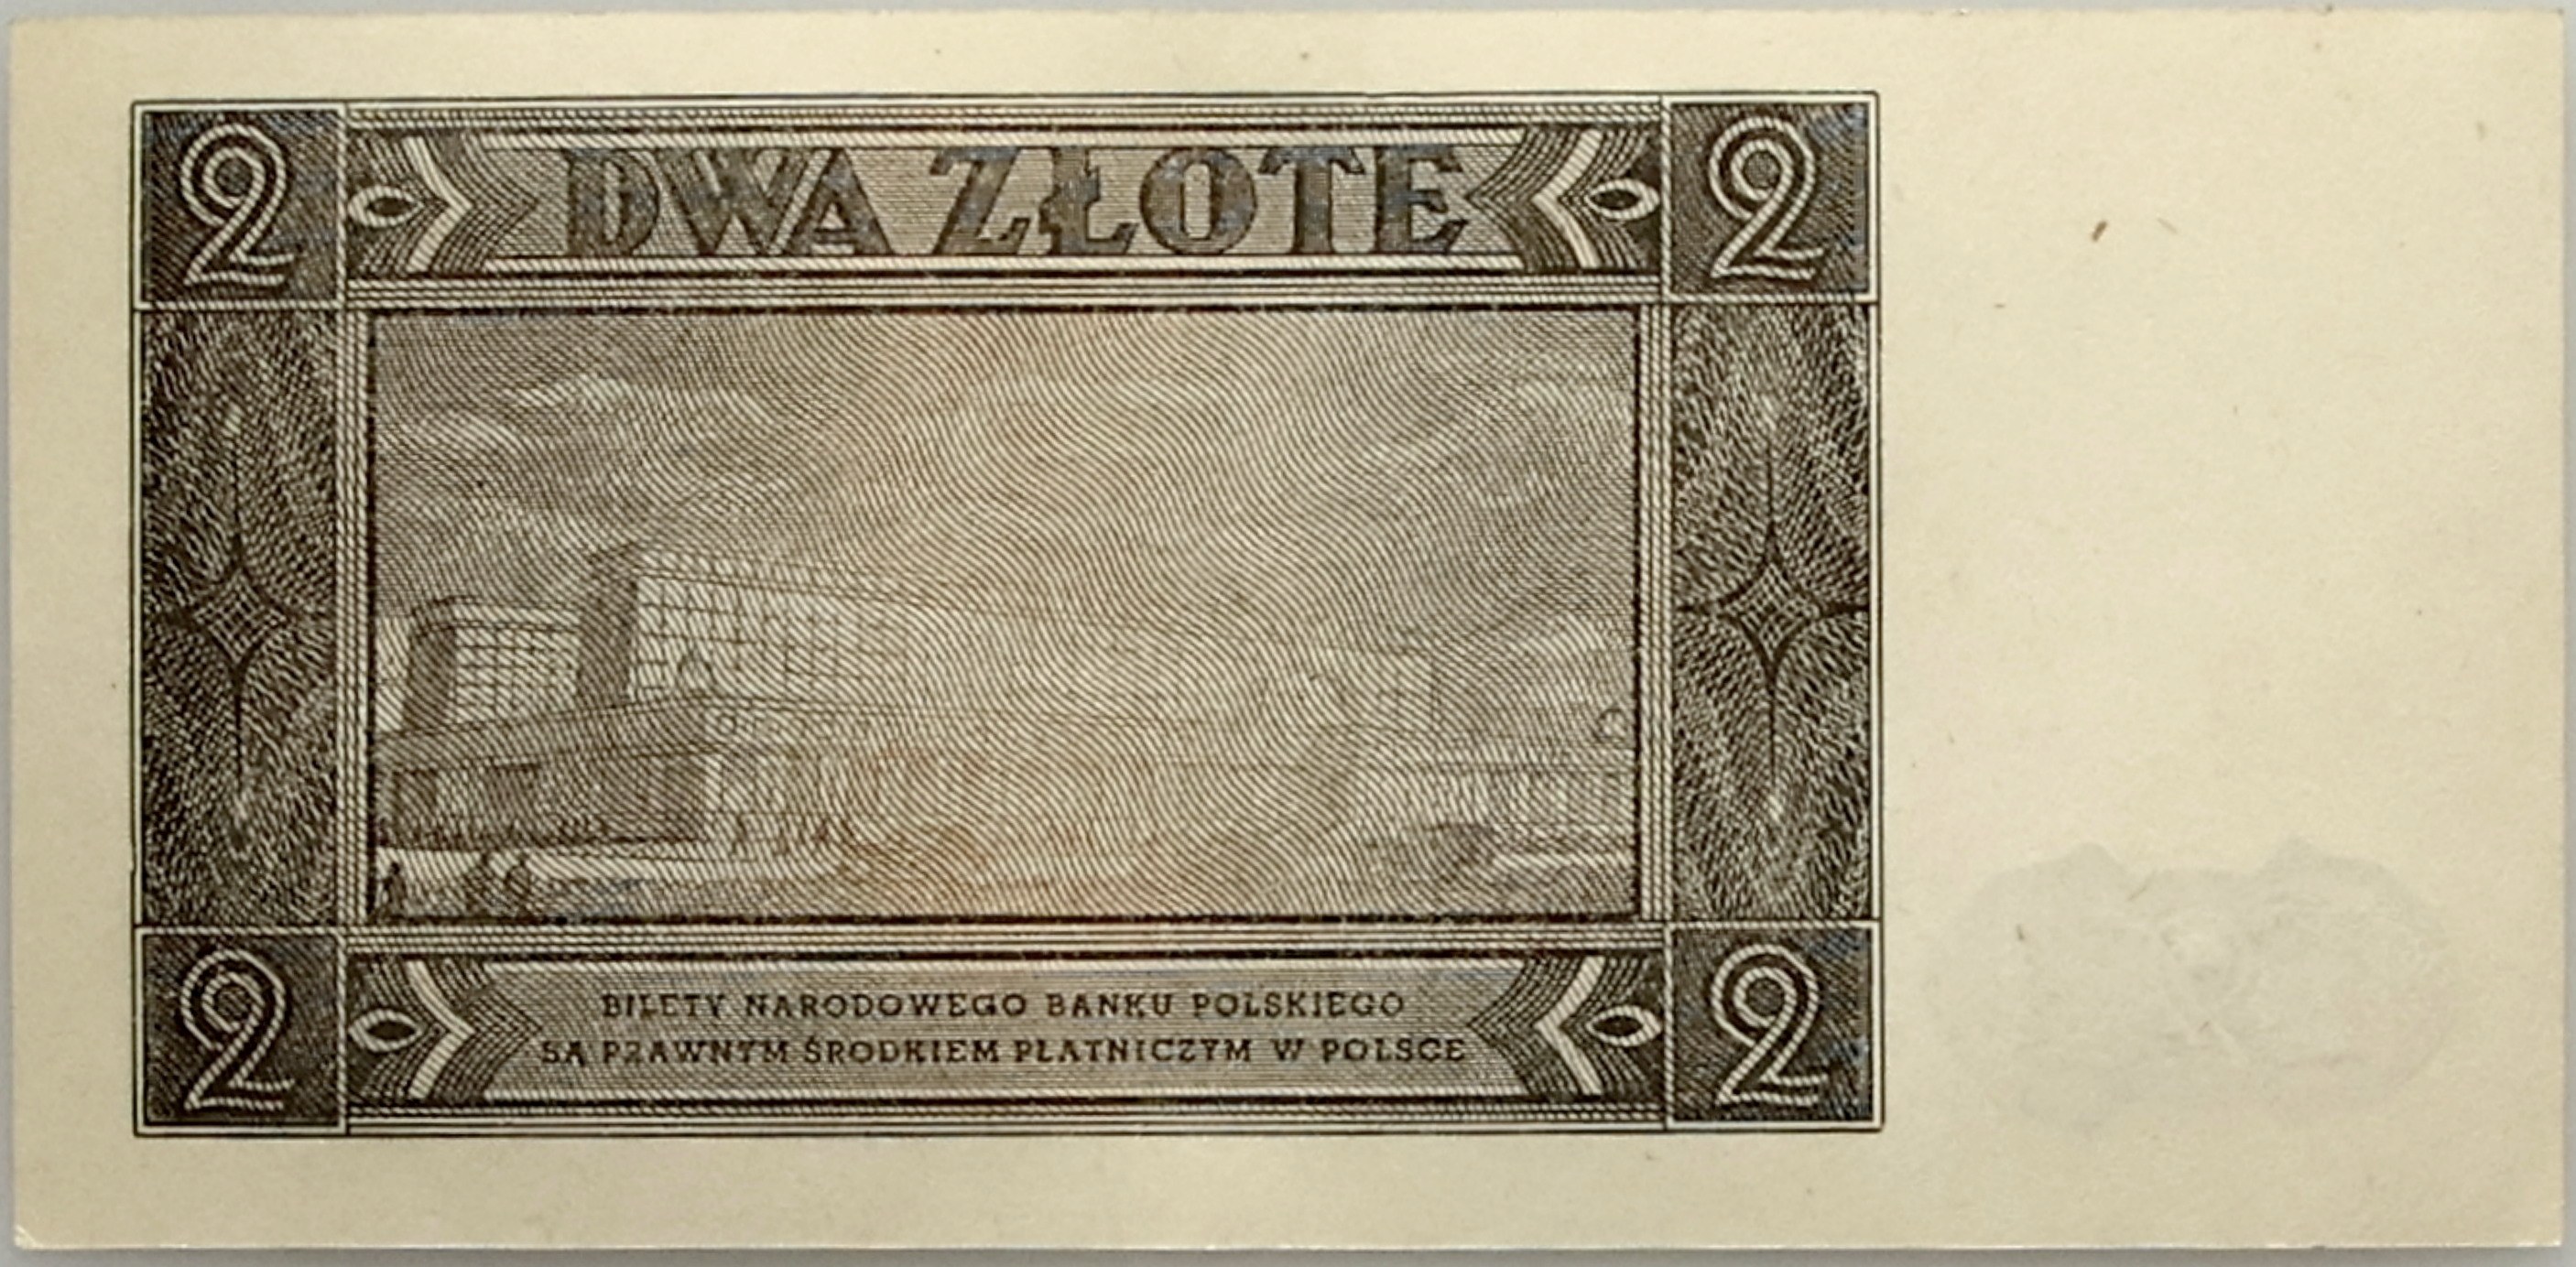 2 DWA ZŁOTE 2
2 BILETY NARODOWEGO BANKU POLSKIEGO 2
SĄ PRAWNYM ŚRODKIEM PŁATNICZYM W POLSCE